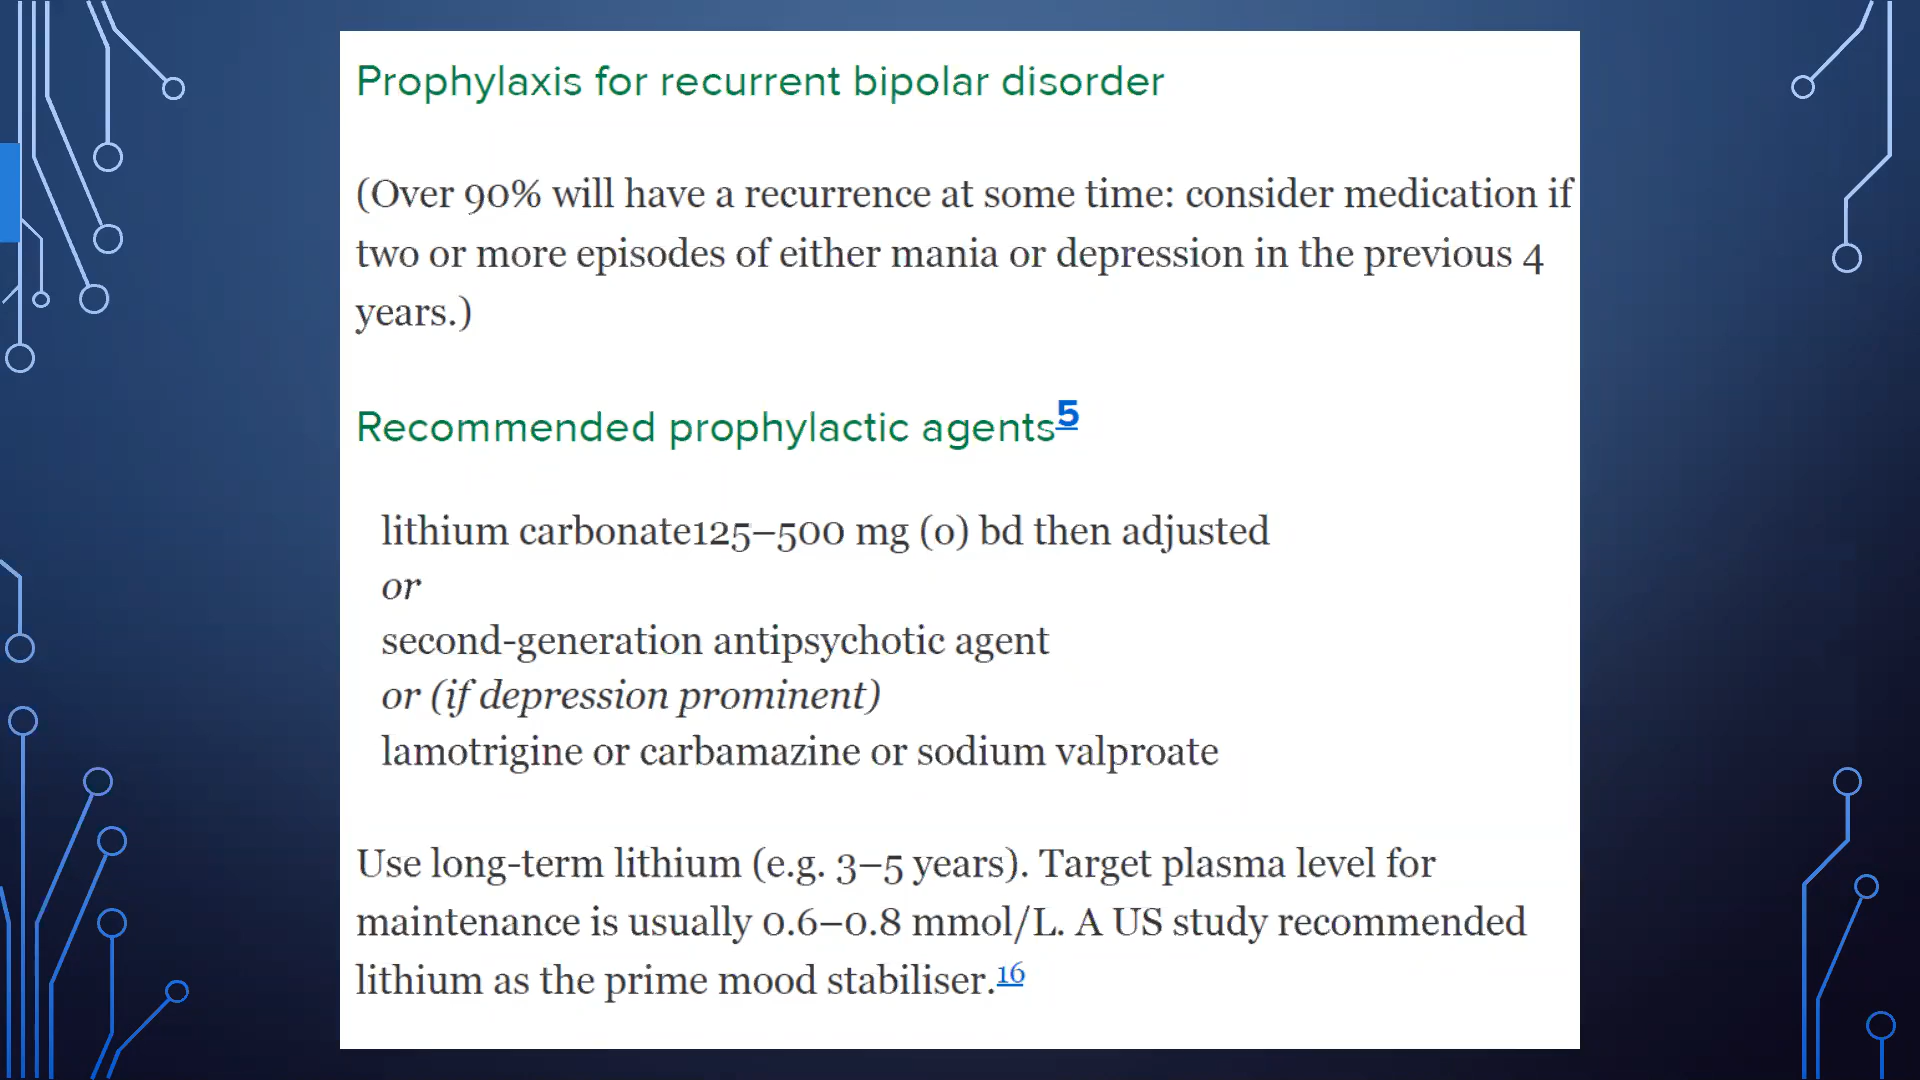 Prophylaxis for recurrent bipolar disorder
(Over 90% will have a recurrence at some time: consider medication if
two or more episodes of either mania or depression in the previous 4
years.)
Recommended prophylactic agents5
lithium carbonate125–500 mg (o) bd then adjusted
or
second-generation antipsychotic agent
or (if depression prominent)
lamotrigine or carbamazine or sodium valproate
Use long-term lithium (e.g. 3–5 years). Target plasma level for
maintenance is usually 0.6–0.8 mmol/L. A US study recommended
lithium as the prime mood stabiliser.16